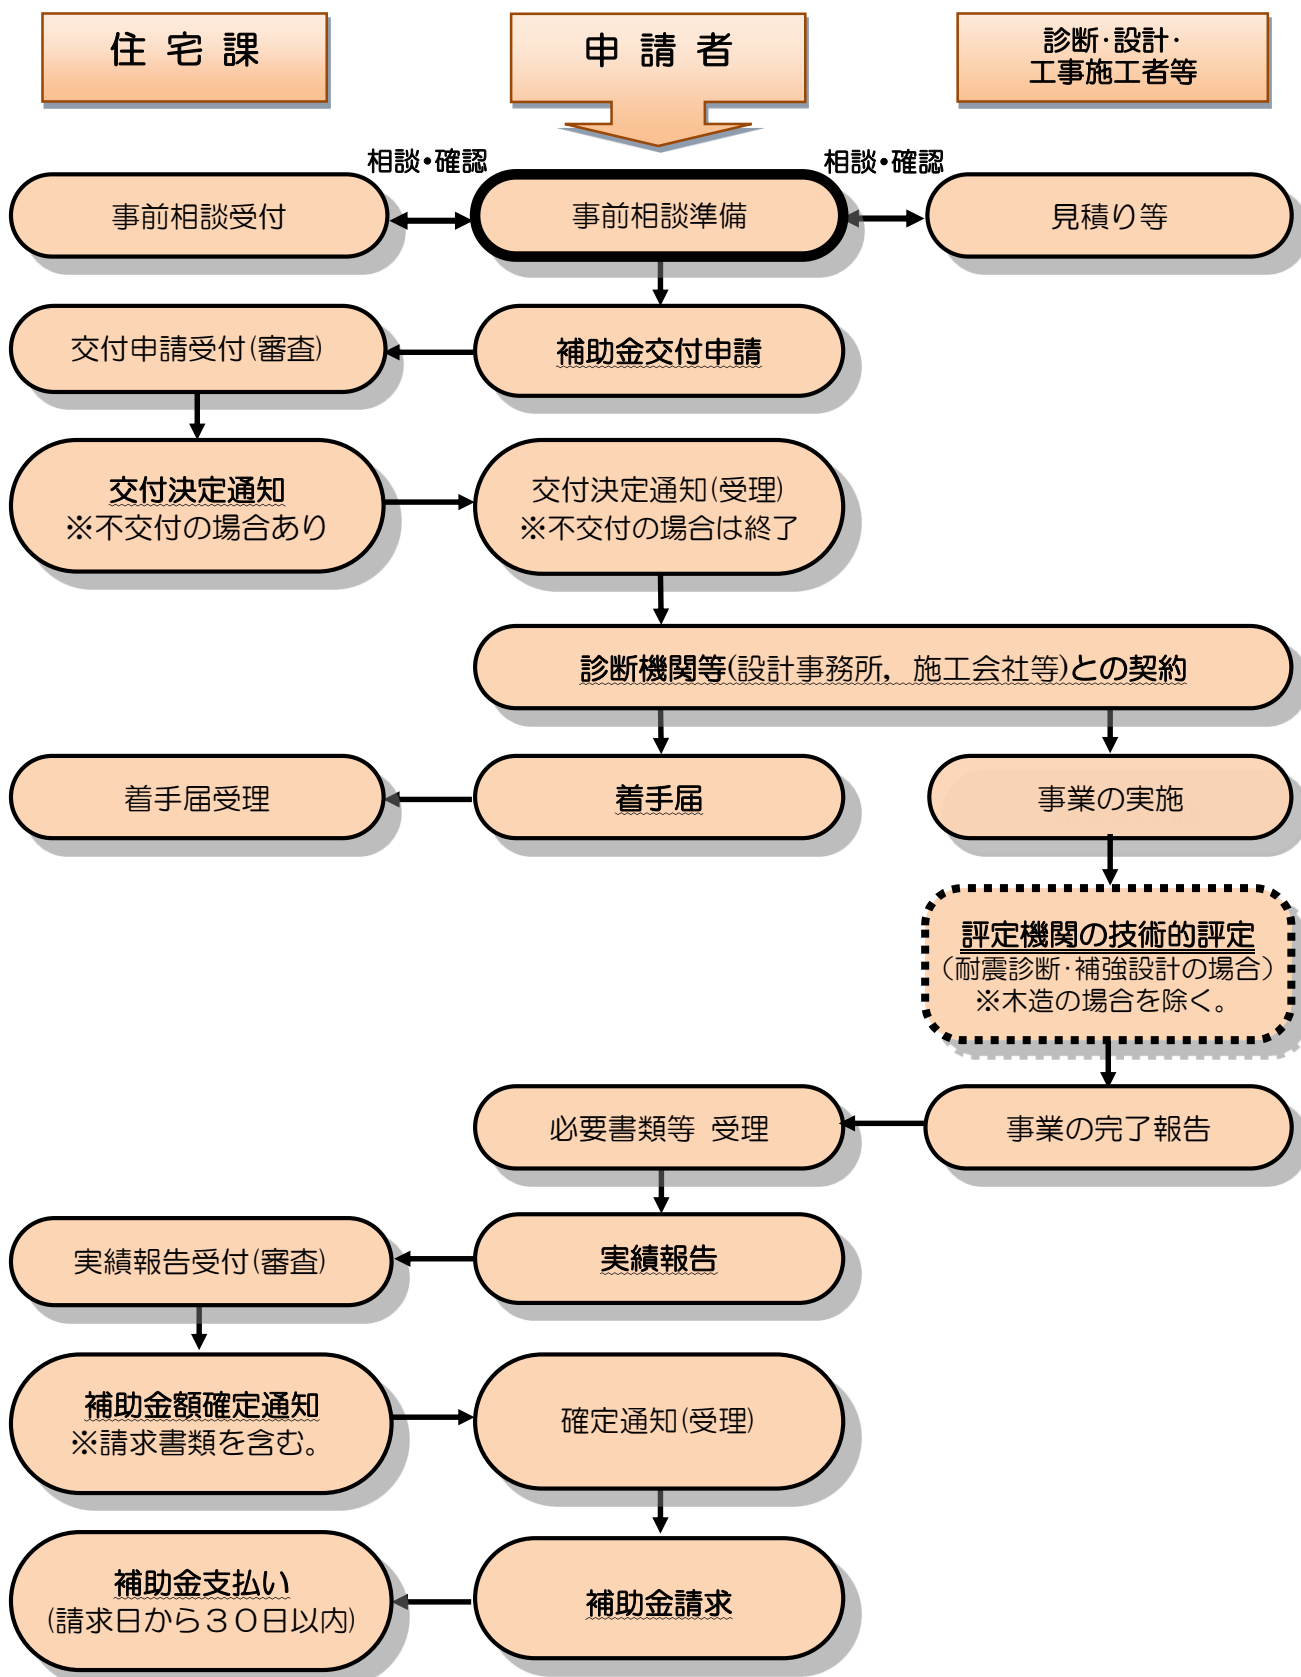 住宅課
申請者
診断・設計・
工事施工者等
相談・確認
相談・確認
事前相談受付
事前相談準備
見積り等
交付申請受付(審査)
補助金交付申請
交付決定通知
※不交付の場合あり
交付決定通知(受理)
※不交付の場合は終了
診断機関等(設計事務所，施工会社等)との契約
着手届受理
着手届
事業の実施
評定機関の技術的評定
（耐震診断・補強設計の場合）
※木造の場合を除く。
必要書類等 受理
事業の完了報告
実績報告受付(審査)
実績報告
補助金額確定通知
※請求書類を含む。
確定通知(受理)
補助金支払い
(請求日から３０日以内)
補助金請求